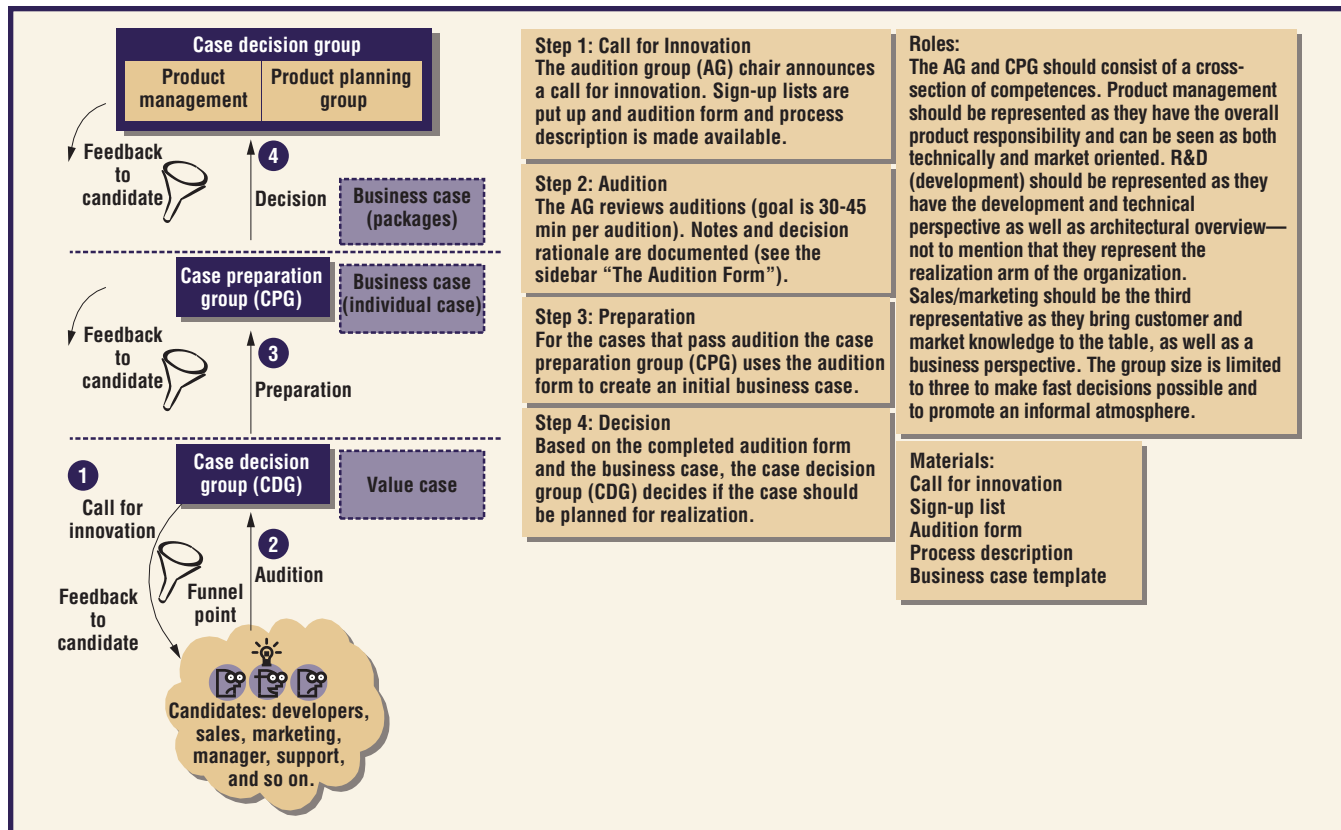 Case decision group
Product
management
Product planning
group
Feedback
to
candidate
4
Decision
Business case
(packages)
Case preparation
group (CPG)
Business case
(individual case)
Feedback
to
candidate
3
Preparation
Case decision
group (CDG)
Value case
1
Call for
innovation
2
Audition
Funnel
point
Feedback
to
candidate
Candidates: developers,
sales, marketing,
manager, support,
and so on.
Step 1: Call for Innovation
The audition group (AG) chair announces
a call for innovation. Sign-up lists are
put up and audition form and process
description is made available.
Step 2: Audition
The AG reviews auditions (goal is 30-45
min per audition). Notes and decision
rationale are documented (see the
sidebar “The Audition Form”).
Step 3: Preparation
For the cases that pass audition the case
preparation group (CPG) uses the audition
form to create an initial business case.
Step 4: Decision
Based on the completed audition form
and the business case, the case decision
group (CDG) decides if the case should
be planned for realization.
Roles:
The AG and CPG should consist of a cross-
section of competences. Product management
should be represented as they have the overall
product responsibility and can be seen as both
technically and market oriented. R&D
(development) should be represented as they
have the development and technical
perspective as well as architectural overview—
not to mention that they represent the
realization arm of the organization.
Sales/marketing should be the third
representative as they bring customer and
market knowledge to the table, as well as a
business perspective. The group size is limited
to three to make fast decisions possible and
to promote an informal atmosphere.
Materials:
Call for innovation
Sign-up list
Audition form
Process description
Business case template